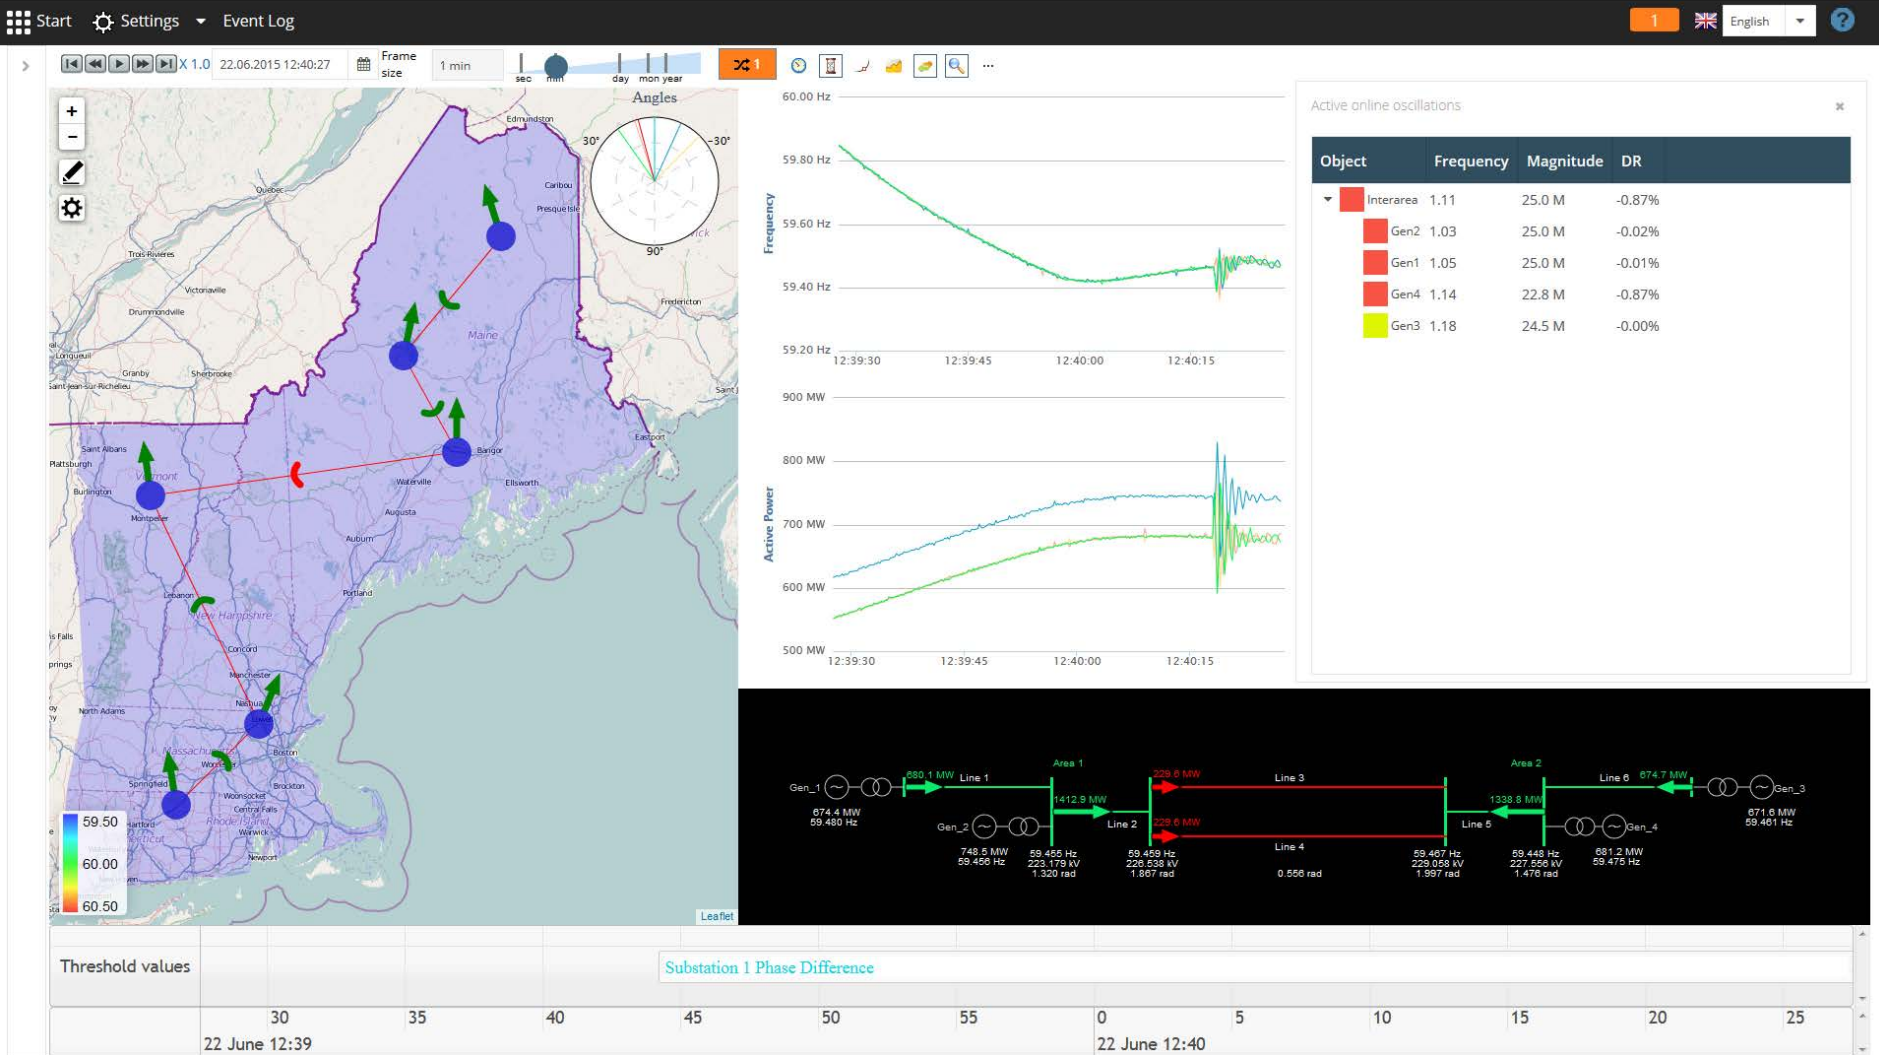 Start Settings Event Log 1 English ?
X 1.0 22.06.2015 12:40:27 Frame size 1 min sec min day mon year 1 ...
+
−
Angles
30°
-30°
90°
Edmundston
Caribou
Presque Isle
Quebec
Trois-Rivieres
Victoriaville
Drummondville
Fredericton
Longueuil
Granby
Sherbrooke
Saint-Jean-sur-Richelieu
Maine
Saint J
Eastport
Saint Albans
Plattsburgh
Bangor
Vermont
Burlington
Waterville
Ellsworth
Montpelier
Augusta
Auburn
Lebanon
Portland
New Hampshire
Concord
Manchester
Nashua
Lowell
North Adams
Massachusetts
Boston
Springfield
Woonsocket
Brockton
Central Falls
Hartford
Rhode Island
Warwick
Newport
59.50
60.00
60.50
Leaflet
Frequency
60.00 Hz
59.80 Hz
59.60 Hz
59.40 Hz
59.20 Hz
12:39:30 12:39:45 12:40:00 12:40:15
Active Power
900 MW
800 MW
700 MW
600 MW
500 MW
12:39:30 12:39:45 12:40:00 12:40:15
Active online oscillations
Object Frequency Magnitude DR
Interarea 1.11 25.0 M -0.87%
Gen2 1.03 25.0 M -0.02%
Gen1 1.05 25.0 M -0.01%
Gen4 1.14 22.8 M -0.87%
Gen3 1.18 24.5 M -0.00%
Area 1 Area 2
Gen_1 680.1 MW Line 1 229.6 MW Line 3 Line 6 674.7 MW Gen_3
674.4 MW
59.480 Hz
1412.9 MW
1338.8 MW
671.6 MW
59.461 Hz
Gen_2 Line 2 229.6 MW Line 4 Line 5 Gen_4
748.5 MW
59.456 Hz
59.455 Hz
223.179 kV
1.320 rad
59.459 Hz
226.538 kV
1.867 rad
0.556 rad
59.467 Hz
229.058 kV
1.997 rad
59.448 Hz
227.556 kV
1.476 rad
681.2 MW
59.475 Hz
Threshold values Substation 1 Phase Difference
30 35 40 45 50 55 0 5 10 15 20 25
22 June 12:39 22 June 12:40